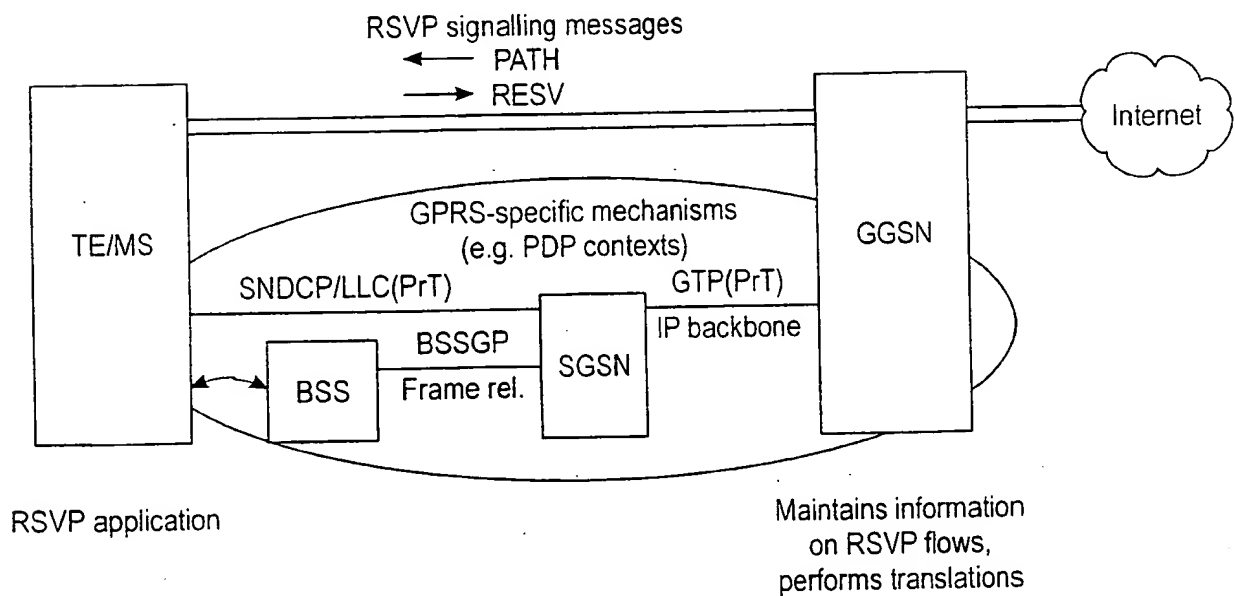 RSVP signalling messages
PATH
RESV
Internet
TE/MS
GPRS-specific mechanisms
(e.g. PDP contexts)
GGSN
SNDCP/LLC(PrT)
GTP(PrT)
IP backbone
BSSGP
SGSN
BSS
Frame rel.
RSVP application
Maintains information
on RSVP flows,
performs translations